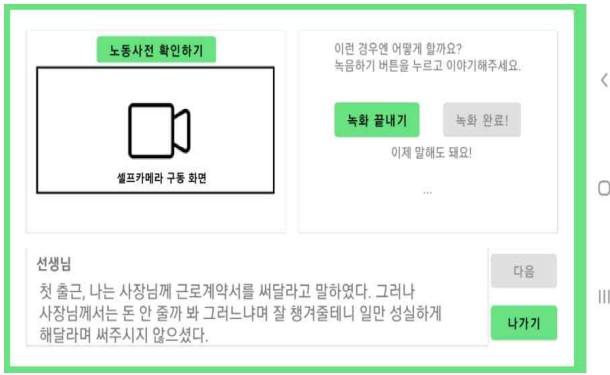 노동사전 확인하기
셀프카메라 구동 화면
이런 경우엔 어떻게 할까요?
녹음하기 버튼을 누르고 이야기해주세요.
녹화 끝내기
녹화 완료!
이제 말해도 돼요!
...
선생님
첫 출근, 나는 사장님께 근로계약서를 써달라고 말하였다. 그러나
사장님께서는 돈 안 줄까 봐 그러느냐며 잘 챙겨줄테니 일만 성실하게
해달라며 써주시지 않으셨다.
다음
나가기